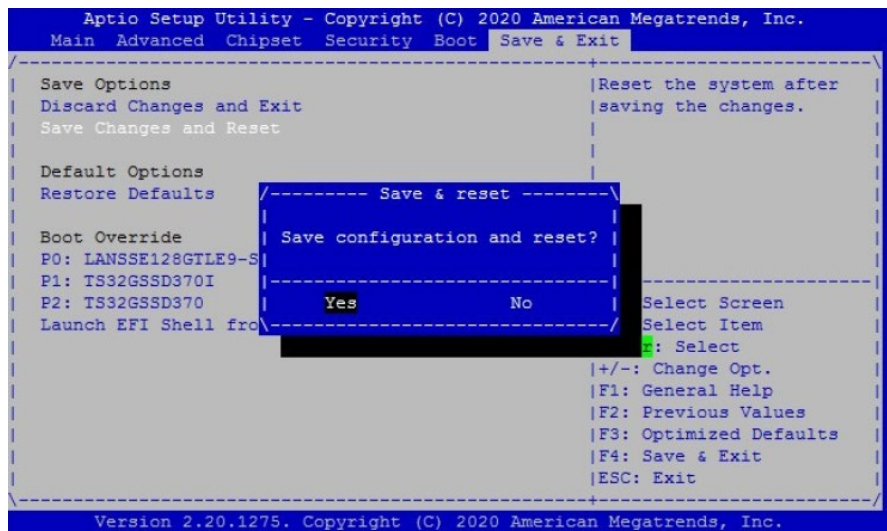 Aptio Setup Utility - Copyright (C) 2020 American Megatrends, Inc.
Main Advanced Chipset Security Boot Save & Exit
Save Options
Discard Changes and Exit
Save Changes and Reset
Default Options
Restore Defaults
Boot Override
P0: LANSSE128GTLE9-S
P1: TS32GSSD370I
P2: TS32GSSD370
Launch EFI Shell fro
Save & reset
Save configuration and reset?
Yes No
Reset the system after
saving the changes.
Select Screen
Select Item
r: Select
+/-: Change Opt.
F1: General Help
F2: Previous Values
F3: Optimized Defaults
F4: Save & Exit
ESC: Exit
Version 2.20.1275. Copyright (C) 2020 American Megatrends, Inc.